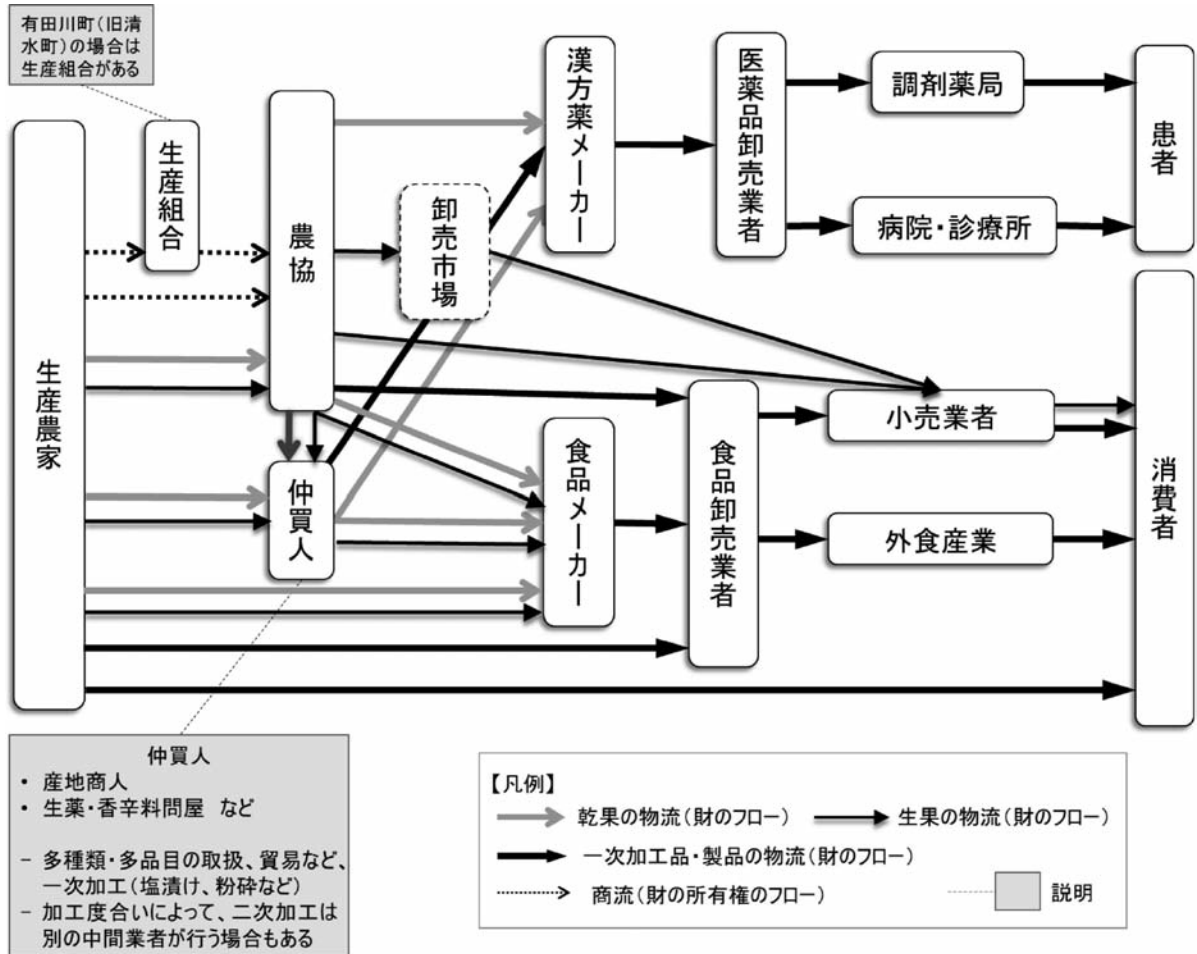 有田川町（旧清
水町）の場合は
生産組合がある
生産農家
生産組合
農協
仲買人
卸売市場
漢方薬メーカー
食品メーカー
医薬品卸売業者
食品卸売業者
調剤薬局
病院・診療所
小売業者
外食産業
患者
消費者
仲買人
• 産地商人
• 生薬・香辛料問屋 など
− 多種類・多品目の取扱、貿易など、
一次加工（塩漬け、粉砕など）
− 加工度合いによって、二次加工は
別の中間業者が行う場合もある
【凡例】
乾果の物流（財のフロー）
生果の物流（財のフロー）
一次加工品・製品の物流（財のフロー）
商流（財の所有権のフロー）
説明